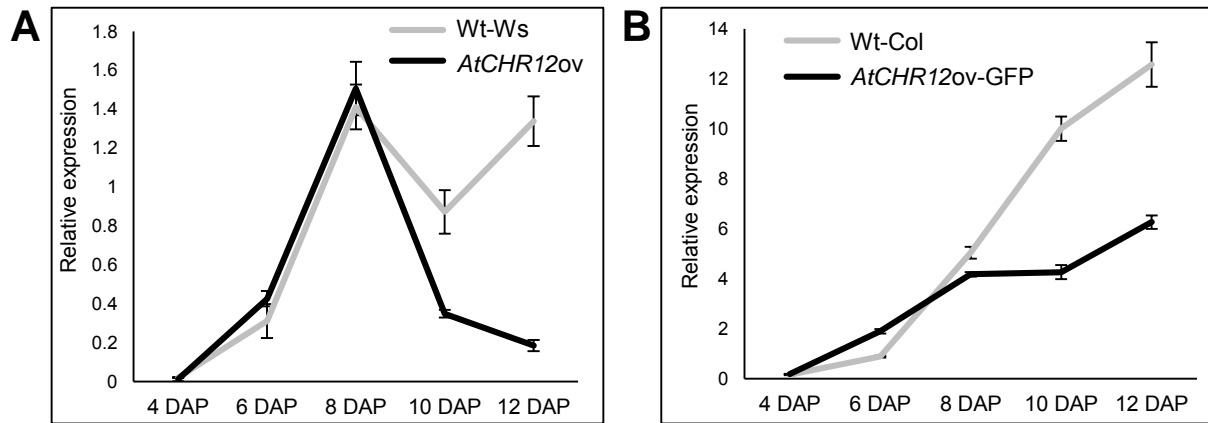 A
Wt-Ws
AtCHR12ov
Relative expression
1.8
1.6
1.4
1.2
1
0.8
0.6
0.4
0.2
0
4 DAP 6 DAP 8 DAP 10 DAP 12 DAP
B
Wt-Col
AtCHR12ov-GFP
Relative expression
14
12
10
8
6
4
2
0
4 DAP 6 DAP 8 DAP 10 DAP 12 DAP